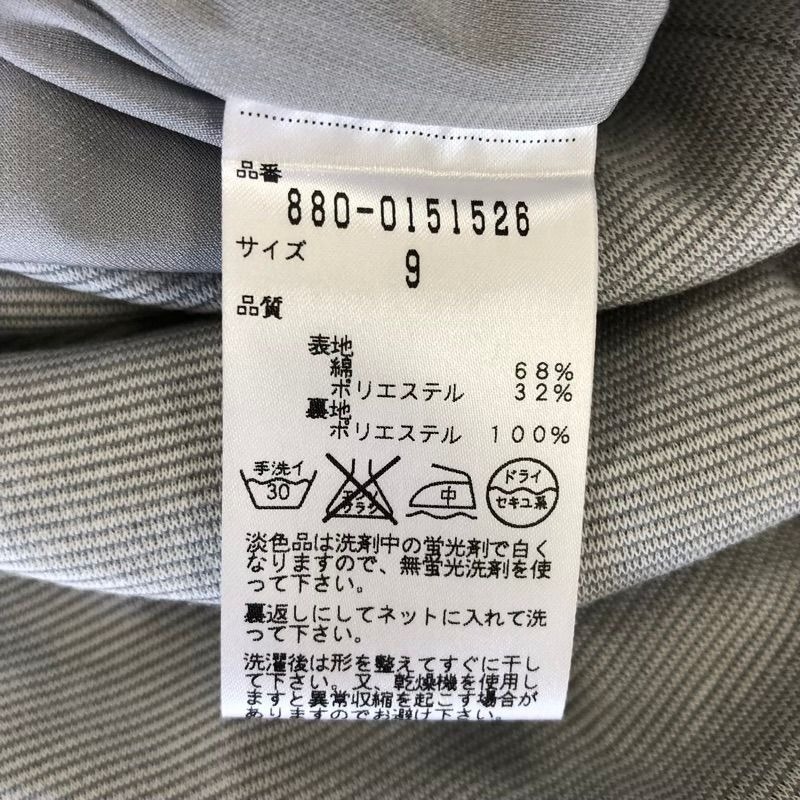 品番
880-0151526
サイズ
9
品質
表地
綿 68%
ポリエステル 32%
裏地
ポリエステル 100%
手洗イ 30 エンソ サラシ 中 ドライ セキユ系
淡色品は洗剤中の蛍光剤で白く
なりますので、無蛍光洗剤を使
って下さい。
裏返しにしてネットに入れて洗
って下さい。
洗濯後は形を整えてすぐに干し
て下さい。又、乾燥機を使用し
ますと異常収縮を起こす場合が
ありますのでお避け下さい。